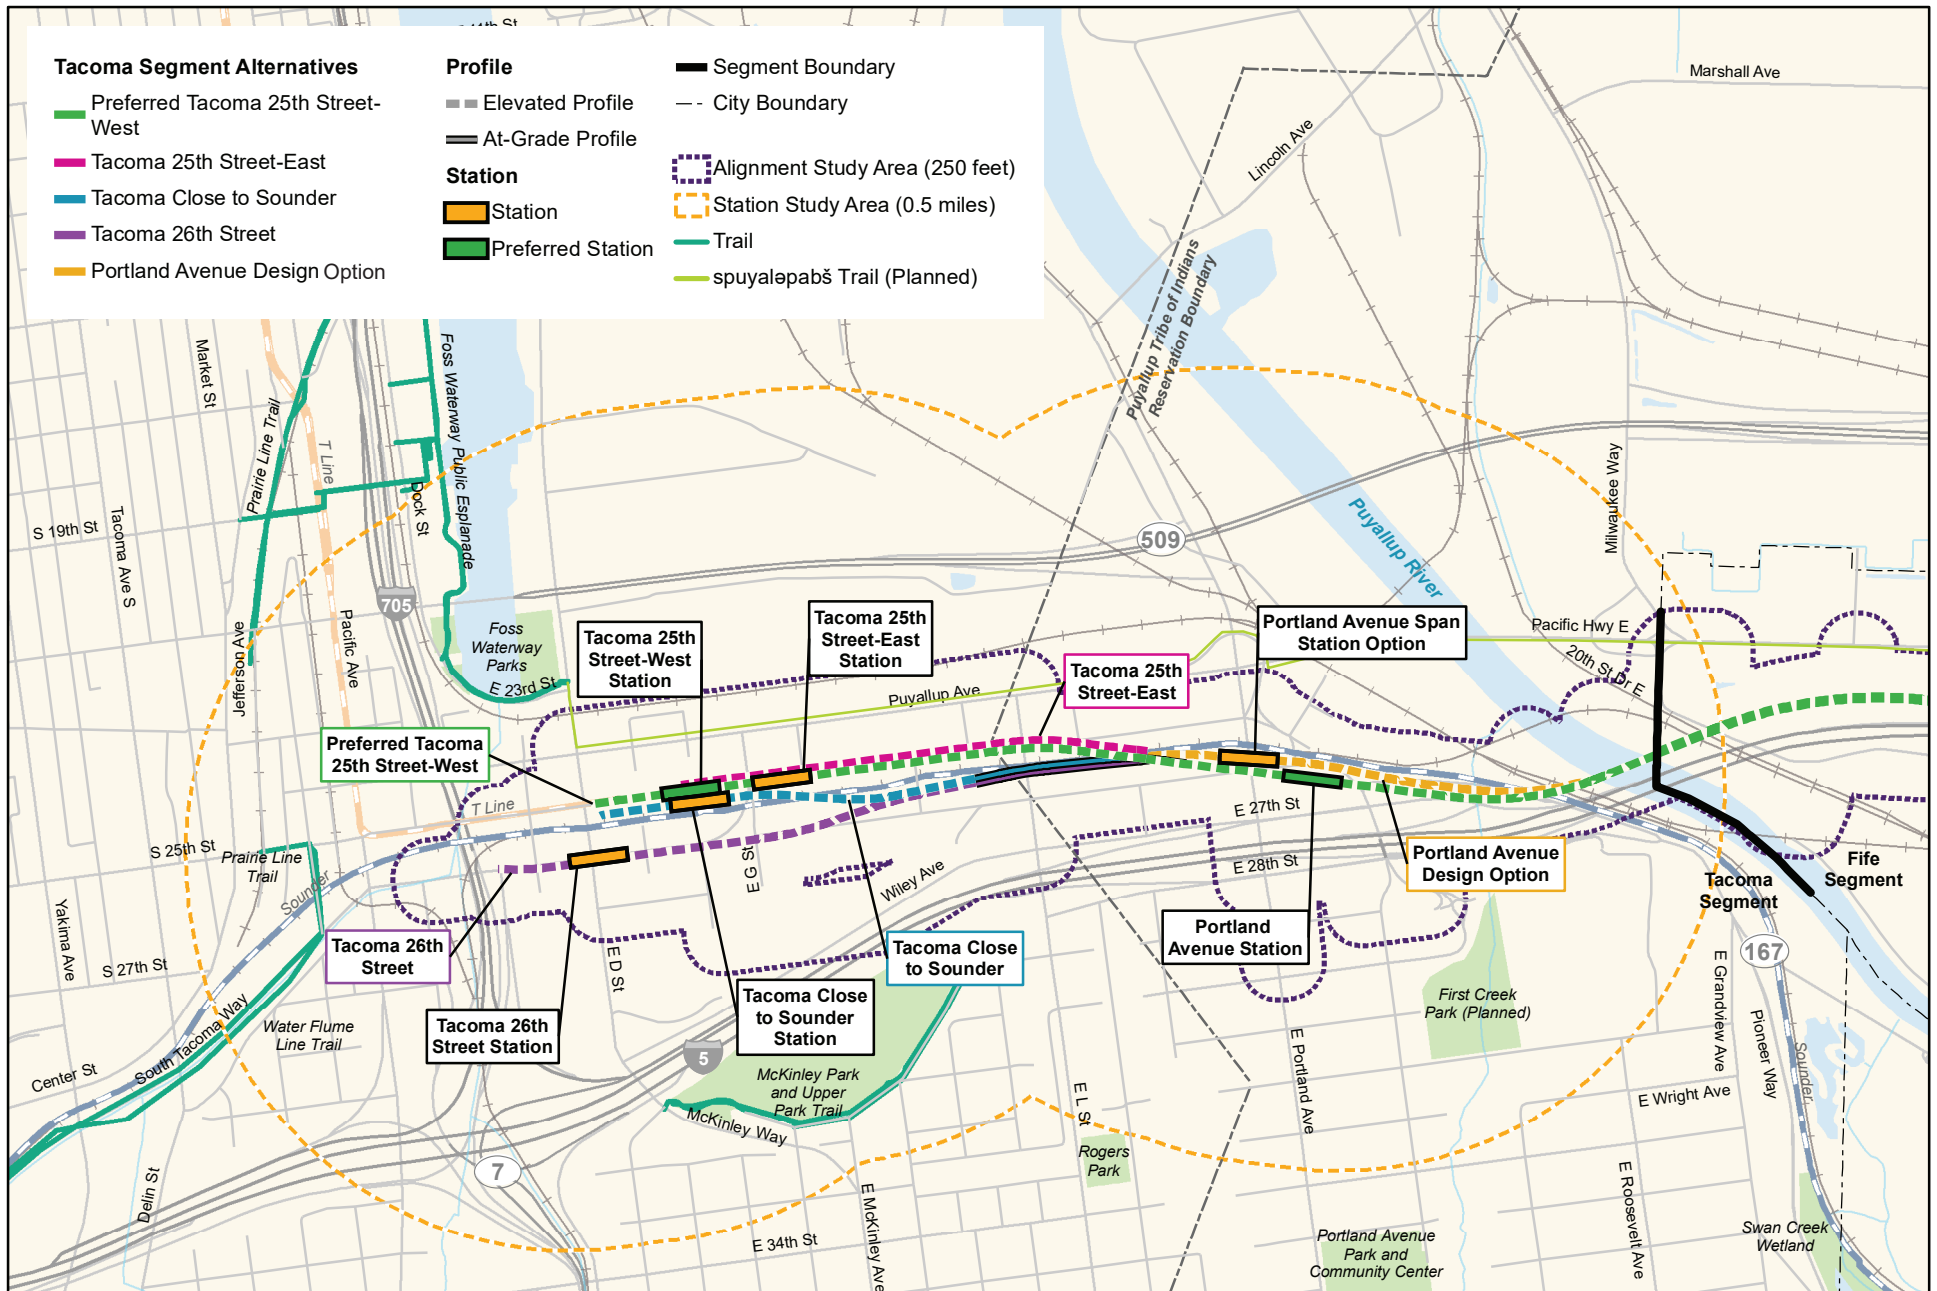 Tacoma Segment Alternatives
Preferred Tacoma 25th Street-
West
Tacoma 25th Street-East
Tacoma Close to Sounder
Tacoma 26th Street
Portland Avenue Design Option
Profile
Elevated Profile
At-Grade Profile
Station
Station
Preferred Station
Segment Boundary
City Boundary
Alignment Study Area (250 feet)
Station Study Area (0.5 miles)
Trail
spuyaləpabš Trail (Planned)
Marshall Ave
Lincoln Ave
Puyallup Tribe of Indians
Reservation Boundary
Market St
Prairie Line Trail
T Line
Foss Waterway Public Esplanade
Dock St
S 19th St
Tacoma Ave S
Jefferson Ave
Pacific Ave
705
509
Milwaukee Way
Puyallup River
Foss
Waterway
Parks
E 23rd St
Tacoma 25th
Street-West
Station
Tacoma 25th
Street-East
Station
Puyallup Ave
Tacoma 25th
Street-East
Portland Avenue Span
Station Option
Pacific Hwy E
20th St Dr E
Preferred Tacoma
25th Street-West
T Line
S 25th St
Prairie Line
Trail
Sounder
E G St
Wiley Ave
E 27th St
E 28th St
Portland Avenue
Design Option
Fife
Segment
Tacoma
Segment
Yakima Ave
S 27th St
Tacoma 26th
Street
E D St
Tacoma Close
to Sounder
Portland
Avenue Station
167
Tacoma 26th
Street Station
Tacoma Close
to Sounder
Station
First Creek
Park (Planned)
E Grandview Ave
Pioneer Way
Sounder
Water Flume
Line Trail
South Tacoma Way
Center St
5
McKinley Park
and Upper
Park Trail
McKinley Way
E L St
E Portland Ave
E Wright Ave
Rogers
Park
7
Delin St
E 34th St
E McKinley Ave
Portland Avenue
Park and
Community Center
E Roosevelt Ave
Swan Creek
Wetland